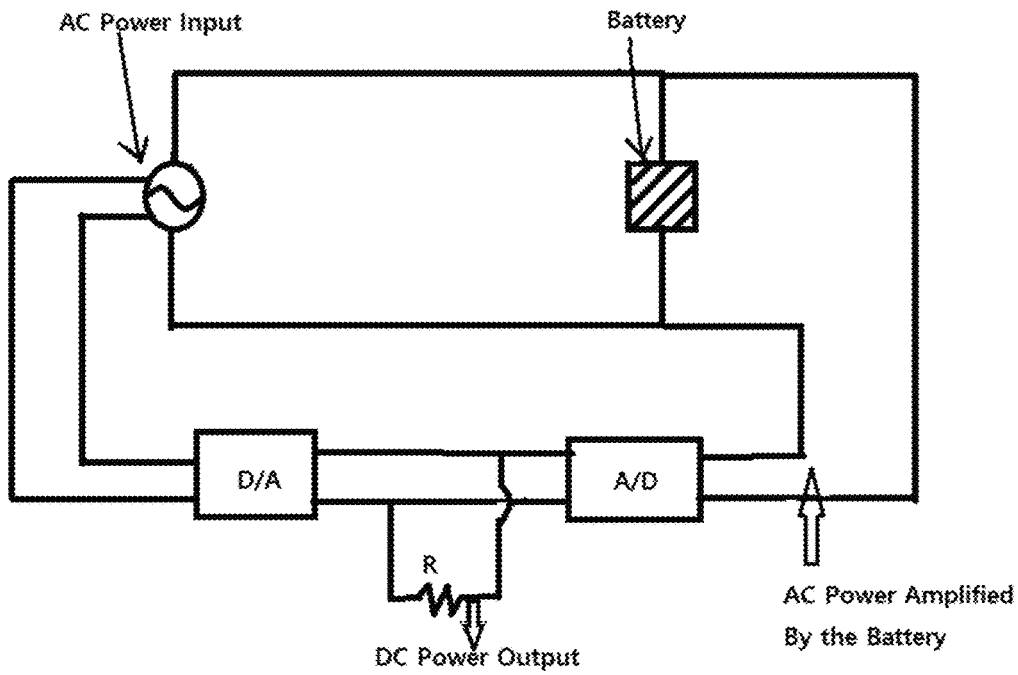 AC Power Input
Battery
D/A
A/D
R
AC Power Amplified
By the Battery
DC Power Output